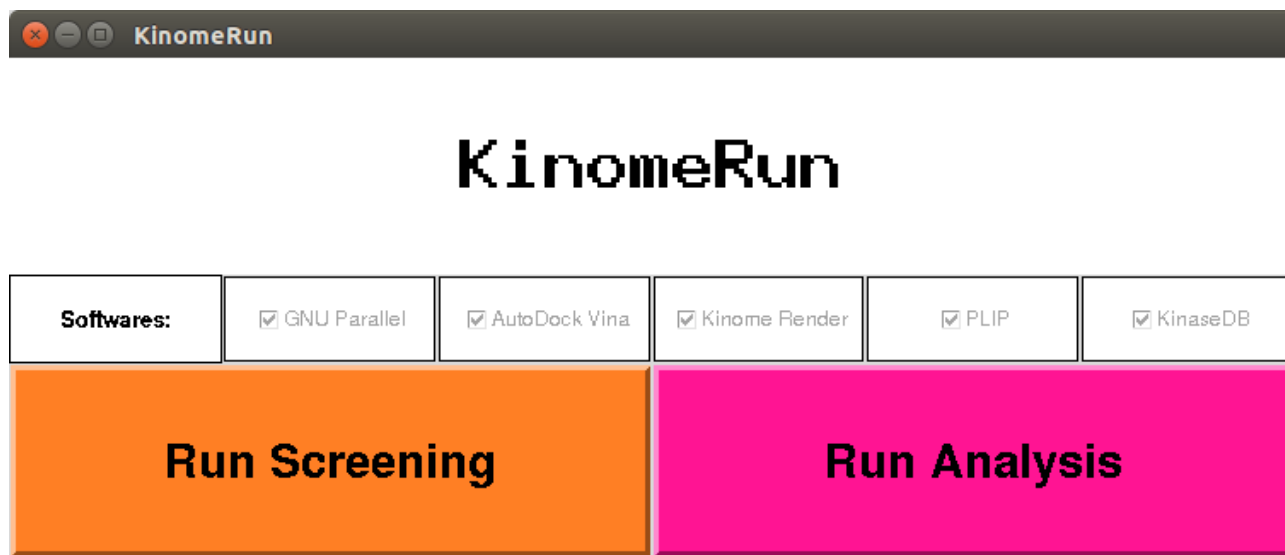 KinomeRun
KinomeRun
Softwares: GNU Parallel AutoDock Vina Kinome Render PLIP KinaseDB
Run Screening Run Analysis